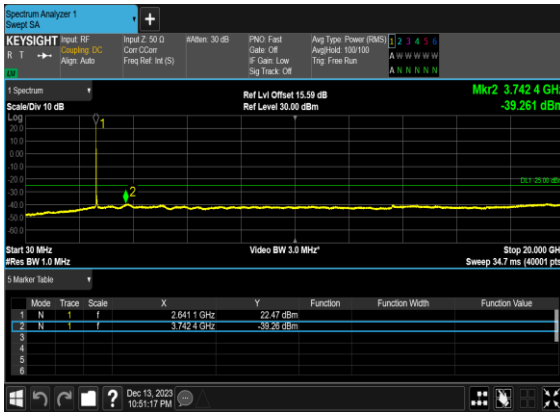 Spectrum Analyzer 1
Swept SA
+
KEYSIGHT
R T
LW
Input: RF
Coupling: DC
Align: Auto
Input Z: 50 Ω
Corr CCorr
Freq Ref: Int (S)
#Atten: 30 dB
PNO: Fast
Gate: Off
IF Gain: Low
Sig Track: Off
Avg Type: Power (RMS)
Avg|Hold: 100/100
Trig: Free Run
1 2 3 4 5 6
A W W W W W
A N N N N N
1 Spectrum
Scale/Div 10 dB
Log
Ref Lvl Offset 15.59 dB
Ref Level 30.00 dBm
Mkr2 3.742 4 GHz
-39.261 dBm
20.0
10.0
0.00
-10.0
-20.0
-30.0
-40.0
-50.0
-60.0
1
2
DL1 -25.00 dBm
Start 30 MHz
#Res BW 1.0 MHz
Video BW 3.0 MHz*
Stop 20.000 GHz
Sweep 34.7 ms (40001 pts)
5 Marker Table
Mode Trace Scale X Y Function Function Width Function Value
1 N 1 f 2.641 1 GHz 22.47 dBm
2 N 1 f 3.742 4 GHz -39.26 dBm
3
4
5
6
?
Dec 13, 2023
10:51:17 PM